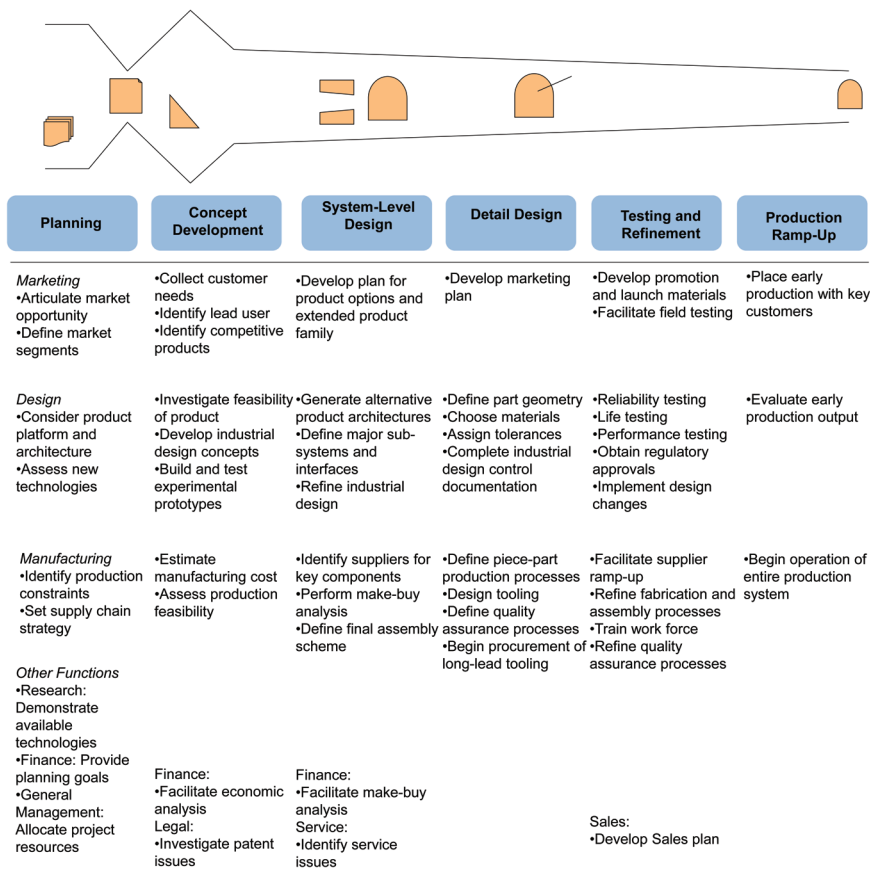 Planning
Concept
Development
System-Level
Design
Detail Design
Testing and
Refinement
Production
Ramp-Up
Marketing
•Articulate market
opportunity
•Define market
segments
•Collect customer
needs
•Identify lead user
•Identify competitive
products
•Develop plan for
product options and
extended product
family
•Develop marketing
plan
•Develop promotion
and launch materials
•Facilitate field testing
•Place early
production with key
customers
Design
•Consider product
platform and
architecture
•Assess new
technologies
•Investigate feasibility
of product
•Develop industrial
design concepts
•Build and test
experimental
prototypes
•Generate alternative
product architectures
•Define major sub-
systems and
interfaces
•Refine industrial
design
•Define part geometry
•Choose materials
•Assign tolerances
•Complete industrial
design control
documentation
•Reliability testing
•Life testing
•Performance testing
•Obtain regulatory
approvals
•Implement design
changes
•Evaluate early
production output
Manufacturing
•Identify production
constraints
•Set supply chain
strategy
•Estimate
manufacturing cost
•Assess production
feasibility
•Identify suppliers for
key components
•Perform make-buy
analysis
•Define final assembly
scheme
•Define piece-part
production processes
•Design tooling
•Define quality
assurance processes
•Begin procurement of
long-lead tooling
•Facilitate supplier
ramp-up
•Refine fabrication and
assembly processes
•Train work force
•Refine quality
assurance processes
•Begin operation of
entire production
system
Other Functions
•Research:
Demonstrate
available
technologies
•Finance: Provide
planning goals
•General
Management:
Allocate project
resources
Finance:
•Facilitate economic
analysis
Legal:
•Investigate patent
issues
Finance:
•Facilitate make-buy
analysis
Service:
•Identify service
issues
Sales:
•Develop Sales plan